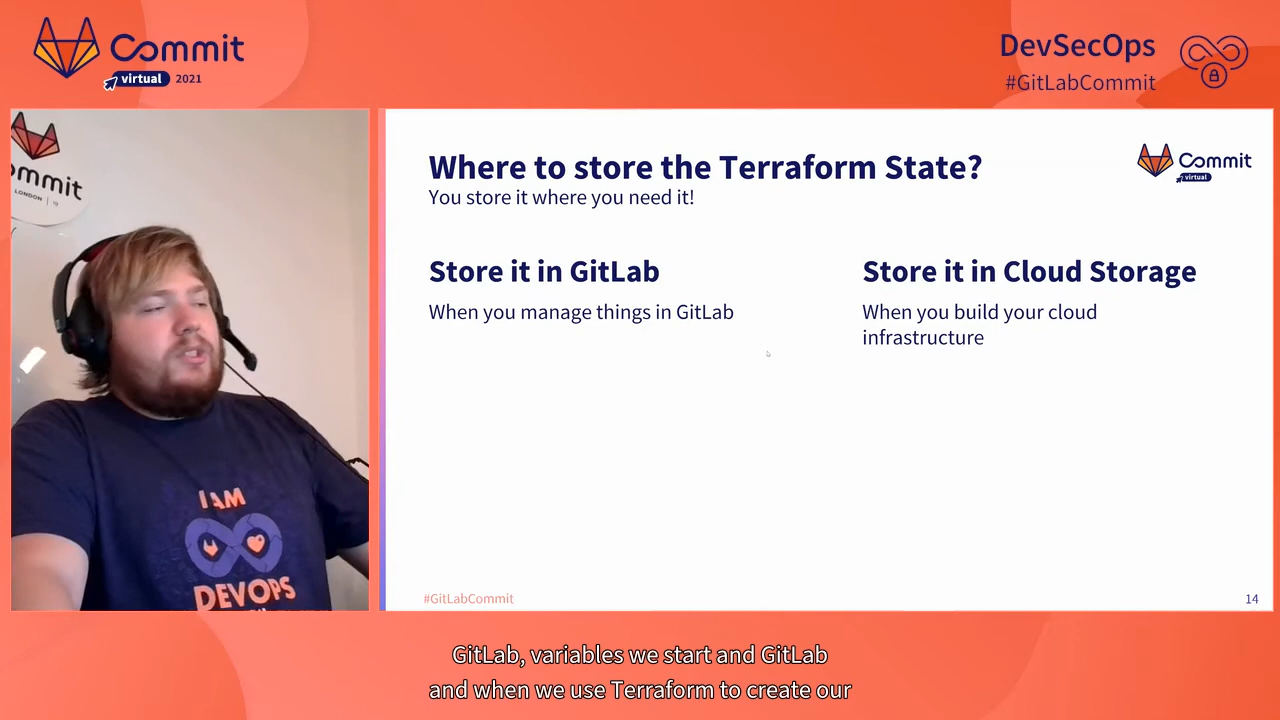 Commit
virtual 2021
DevSecOps
#GitLabCommit
ommit
LONDON | 19
I AM
DEVOPS
Where to store the Terraform State?
You store it where you need it!
Commit
virtual
Store it in GitLab
When you manage things in GitLab
Store it in Cloud Storage
When you build your cloud
infrastructure
#GitLabCommit
14
GitLab, variables we start and GitLab
and when we use Terraform to create our